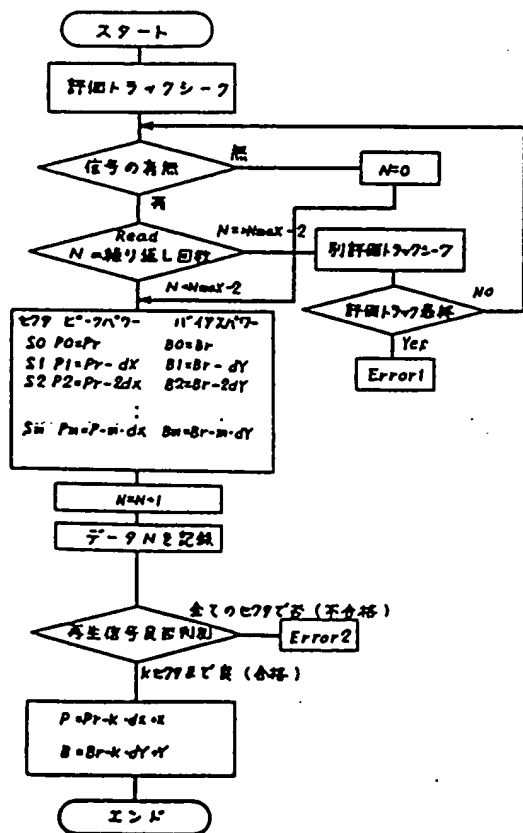 スタート
評価トラックシーク
信号の有無
無
N=0
有
Read
N=繰り返し回数
N=>Nmax-2
別評価トラックシーク
N=Nmax-2
評価トラック最終
NO
Yes
Error1
セクタ ピークパワー バイアスパワー
S0 P0=Pr B0=Br
S1 P1=Pr-dX B1=Br-dY
S2 P2=Pr-2dX B2=Br-2dY
⋮
Sm Pm=P-m・dX Bm=Br-m・dY
N=N+1
データNを記録
全てのセクタで否(不合格)
再生信号良否判別
Error2
kセクタまで良(合格)
P=Pr-k・dX+X
B=Br-k・dY+Y
エンド